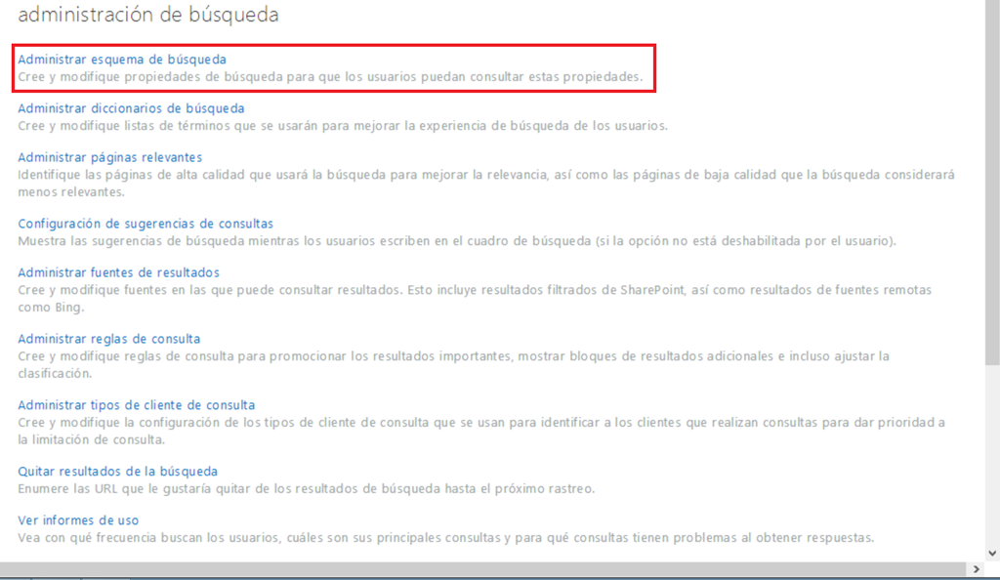 administración de búsqueda
Administrar esquema de búsqueda
Cree y modifique propiedades de búsqueda para que los usuarios puedan consultar estas propiedades.
Administrar diccionarios de búsqueda
Cree y modifique listas de términos que se usarán para mejorar la experiencia de búsqueda de los usuarios.
Administrar páginas relevantes
Identifique las páginas de alta calidad que usará la búsqueda para mejorar la relevancia, así como las páginas de baja calidad que la búsqueda considerará
menos relevantes.
Configuración de sugerencias de consultas
Muestra las sugerencias de búsqueda mientras los usuarios escriben en el cuadro de búsqueda (si la opción no está deshabilitada por el usuario).
Administrar fuentes de resultados
Cree y modifique fuentes en las que puede consultar resultados. Esto incluye resultados filtrados de SharePoint, así como resultados de fuentes remotas
como Bing.
Administrar reglas de consulta
Cree y modifique reglas de consulta para promocionar los resultados importantes, mostrar bloques de resultados adicionales e incluso ajustar la
clasificación.
Administrar tipos de cliente de consulta
Cree y modifique la configuración de los tipos de cliente de consulta que se usan para identificar a los clientes que realizan consultas para dar prioridad a
la limitación de consulta.
Quitar resultados de la búsqueda
Enumere las URL que le gustaría quitar de los resultados de búsqueda hasta el próximo rastreo.
Ver informes de uso
Vea con qué frecuencia buscan los usuarios, cuáles son sus principales consultas y para qué consultas tienen problemas al obtener respuestas.